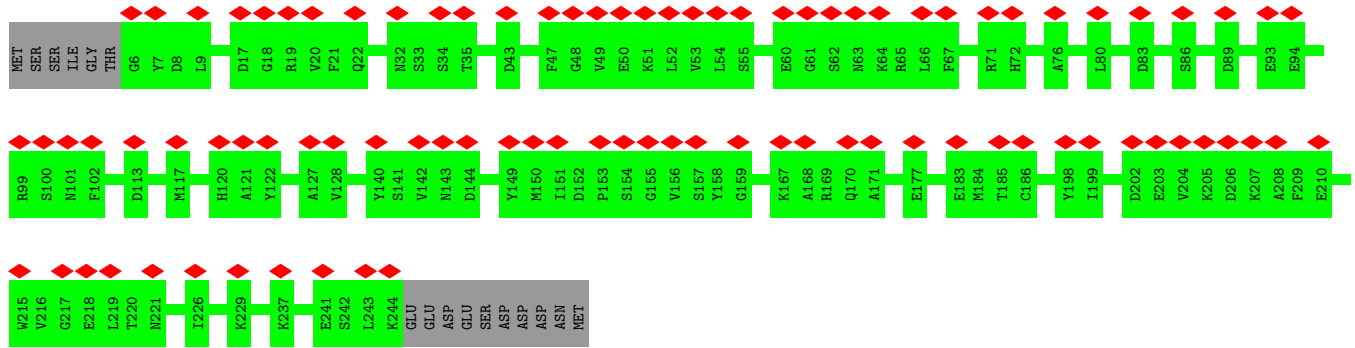 MET SER SER ILE GLY THR G6 Y7 D8 L9 D17 G18 R19 V20 F21 Q22 N32 S33 S34 T35 D43 F47 G48 V49 E50 K51 L52 V53 L54 S55 E60 G61 S62 N63 K64 R65 L66 F67 R71 H72 A76 L80 D83 S86 D89 E93 E94
R99 S100 N101 F102 D113 M117 H120 A121 Y122 A127 V128 Y140 S141 V142 N143 D144 Y149 M150 I151 D152 P153 S154 G155 V156 S157 Y158 G159 K167 A168 R169 Q170 A171 E177 E183 M184 T185 C186 Y198 I199 D202 E203 V204 K205 D206 K207 A208 F209 E210
W215 V216 G217 E218 L219 T220 N221 I226 K229 K237 E241 S242 L243 K244 GLU GLU ASP GLU SER ASP ASP ASP ASN MET